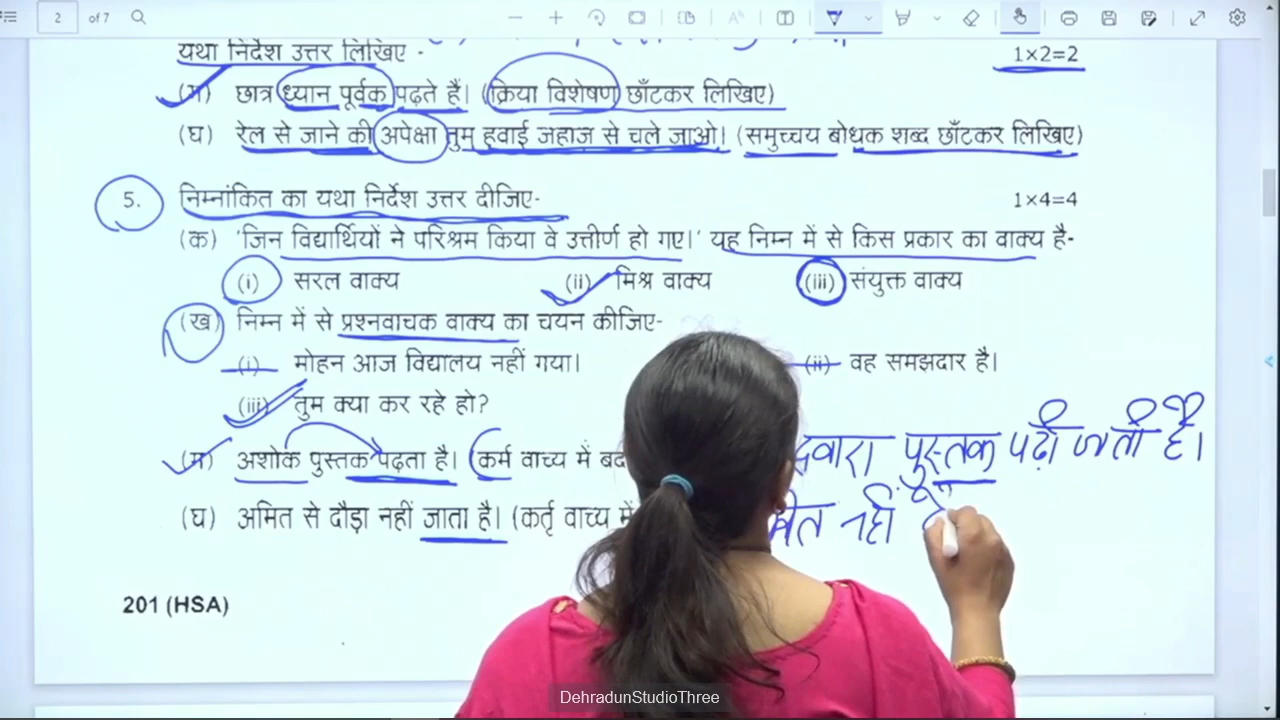 2 of 7
यथा निर्देश उत्तर लिखिए - 1×2=2
(ग) छात्र ध्यान पूर्वक पढ़ते हैं। (क्रिया विशेषण छाँटकर लिखिए)
(घ) रेल से जाने की अपेक्षा तुम हवाई जहाज से चले जाओ। (समुच्चय बोधक शब्द छाँटकर लिखिए)
5. निम्नांकित का यथा निर्देश उत्तर दीजिए- 1×4=4
(क) 'जिन विद्यार्थियों ने परिश्रम किया वे उत्तीर्ण हो गए।' यह निम्न में से किस प्रकार का वाक्य है-
(i) सरल वाक्य (ii) मिश्र वाक्य (iii) संयुक्त वाक्य
(ख) निम्न में से प्रश्नवाचक वाक्य का चयन कीजिए-
(i) मोहन आज विद्यालय नहीं गया। (ii) वह समझदार है।
(iii) तुम क्या कर रहे हो?
(ग) अशोक पुस्तक पढ़ता है। (कर्म वाच्य में द्वारा पुस्तक पढ़ी जाती है।
(घ) अमित से दौड़ा नहीं जाता है। (कर्तृ वाच्य में नहीं
201 (HSA)
DehradunStudioThree